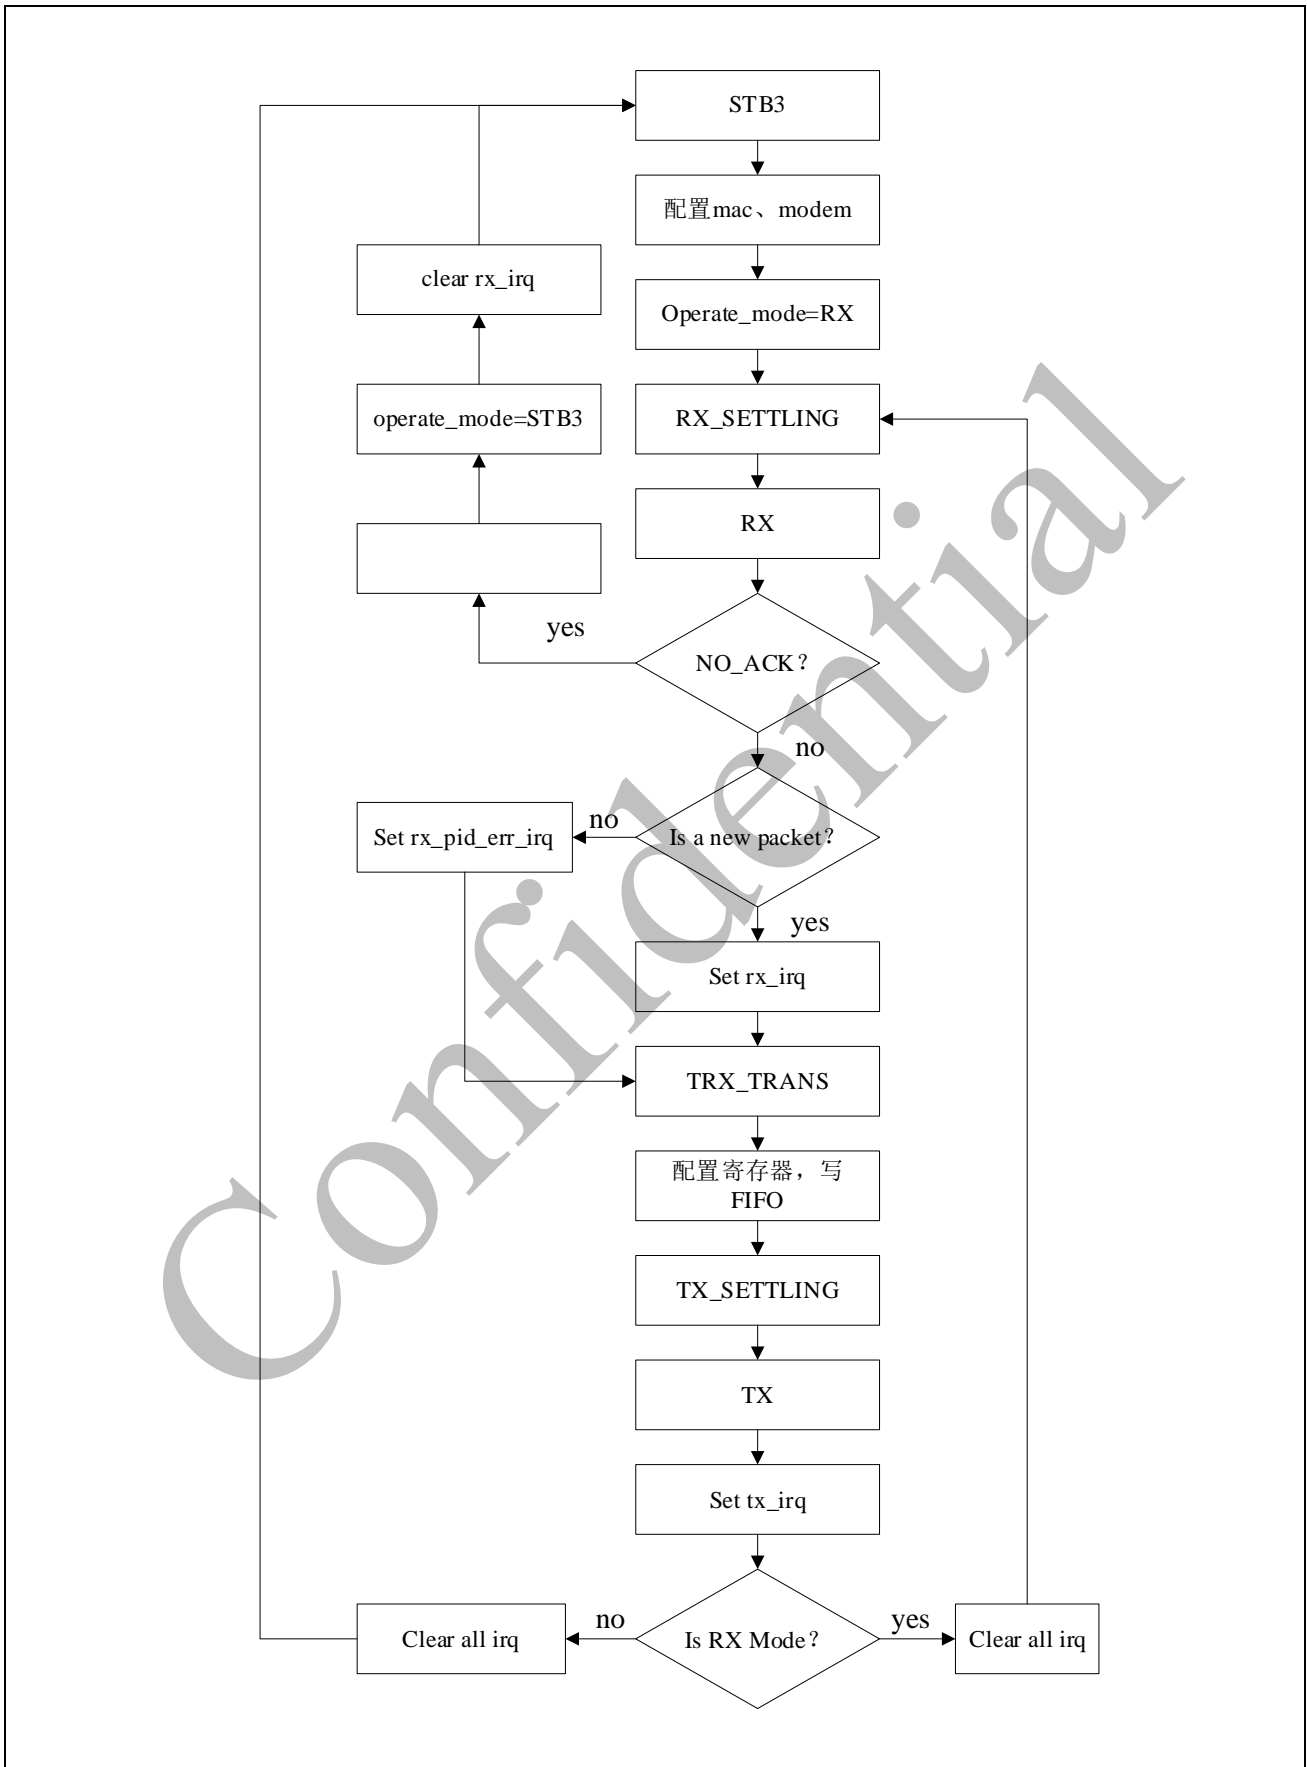 STB3
配置mac、modem
clear rx_irq
Operate_mode=RX
operate_mode=STB3
RX_SETTLING
RX
yes
NO_ACK？
no
Set rx_pid_err_irq
no
Is a new packet？
yes
Set rx_irq
TRX_TRANS
配置寄存器，写
FIFO
TX_SETTLING
TX
Set tx_irq
Clear all irq
no
Is RX Mode？
yes
Clear all irq
Confidential